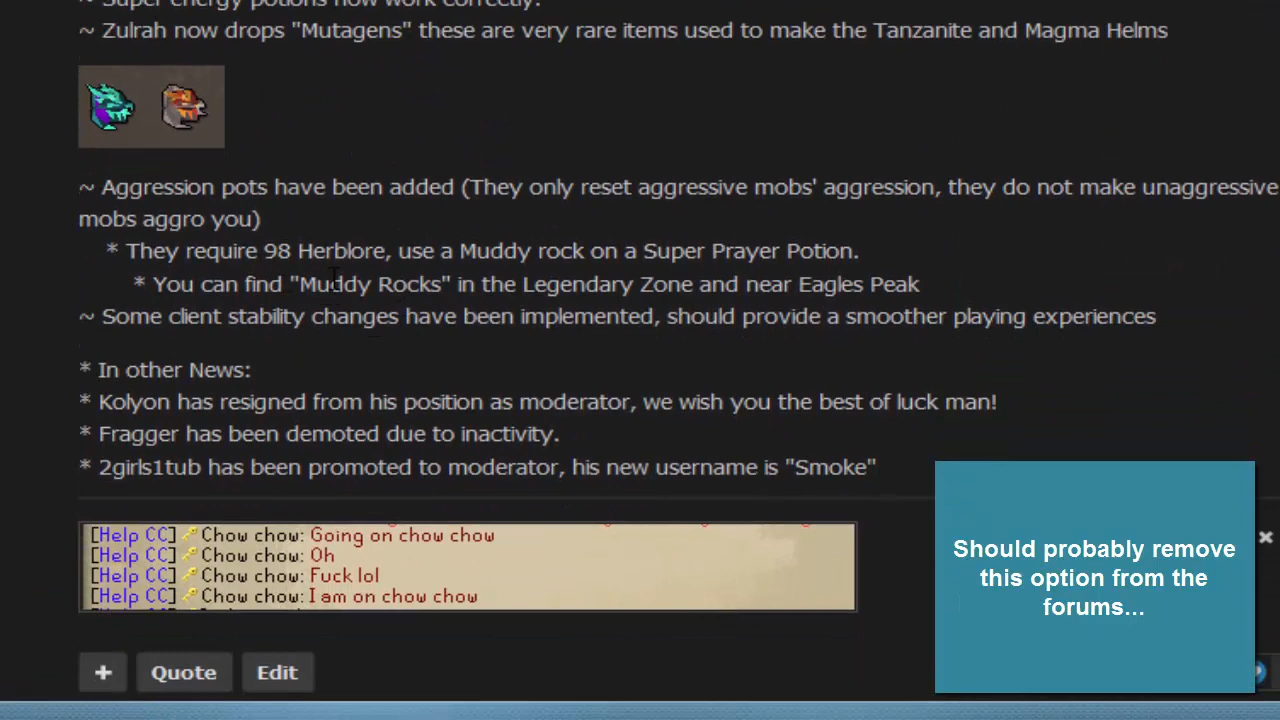 ~ Super energy potions now work correctly.
~ Zulrah now drops "Mutagens" these are very rare items used to make the Tanzanite and Magma Helms
~ Aggression pots have been added (They only reset aggressive mobs' aggression, they do not make unaggressive
mobs aggro you)
* They require 98 Herblore, use a Muddy rock on a Super Prayer Potion.
* You can find "Muddy Rocks" in the Legendary Zone and near Eagles Peak
~ Some client stability changes have been implemented, should provide a smoother playing experiences
* In other News:
* Kolyon has resigned from his position as moderator, we wish you the best of luck man!
* Fragger has been demoted due to inactivity.
* 2girls1tub has been promoted to moderator, his new username is "Smoke"
[Help CC] Chow chow: Going on chow chow
[Help CC] Chow chow: Oh
[Help CC] Chow chow: Fuck lol
[Help CC] Chow chow: I am on chow chow
Should probably remove
this option from the
forums...
+ Quote Edit